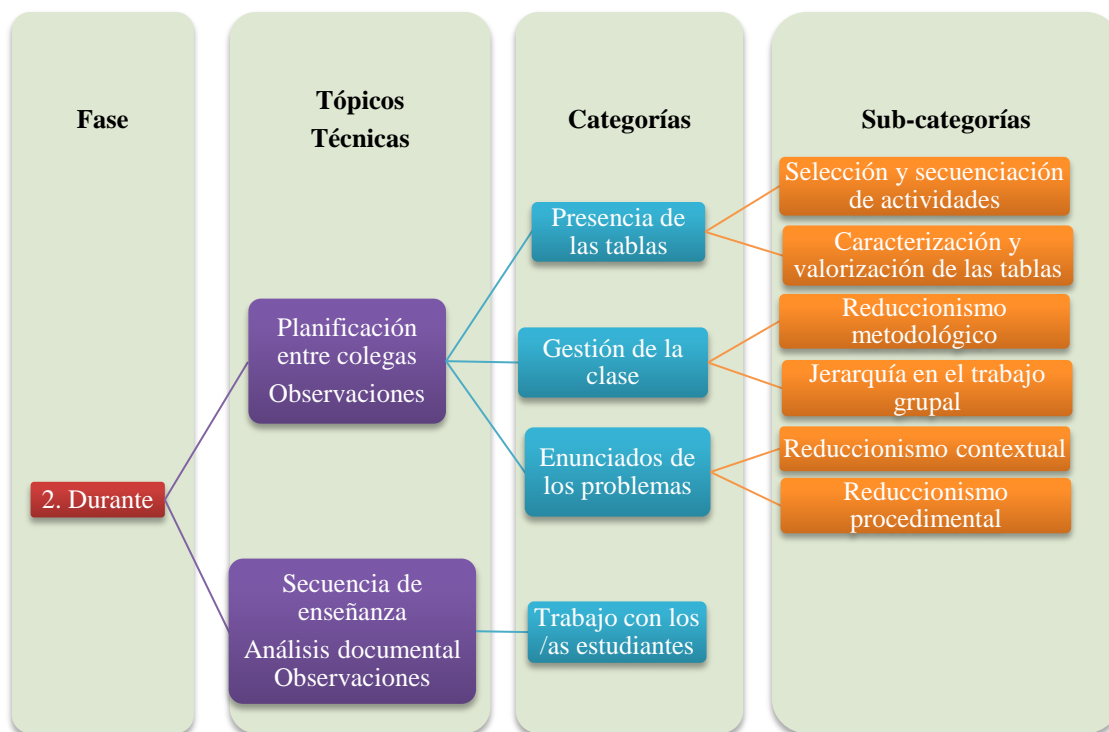 Fase
Tópicos
Técnicas
Categorías
Sub-categorías
2. Durante
Planificación
entre colegas
Observaciones
Secuencia de
enseñanza
Análisis documental
Observaciones
Presencia de
las tablas
Gestión de la
clase
Enunciados de
los problemas
Trabajo con los
/as estudiantes
Selección y secuenciación
de actividades
Caracterización y
valorización de las tablas
Reduccionismo
metodológico
Jerarquía en el trabajo
grupal
Reduccionismo contextual
Reduccionismo
procedimental